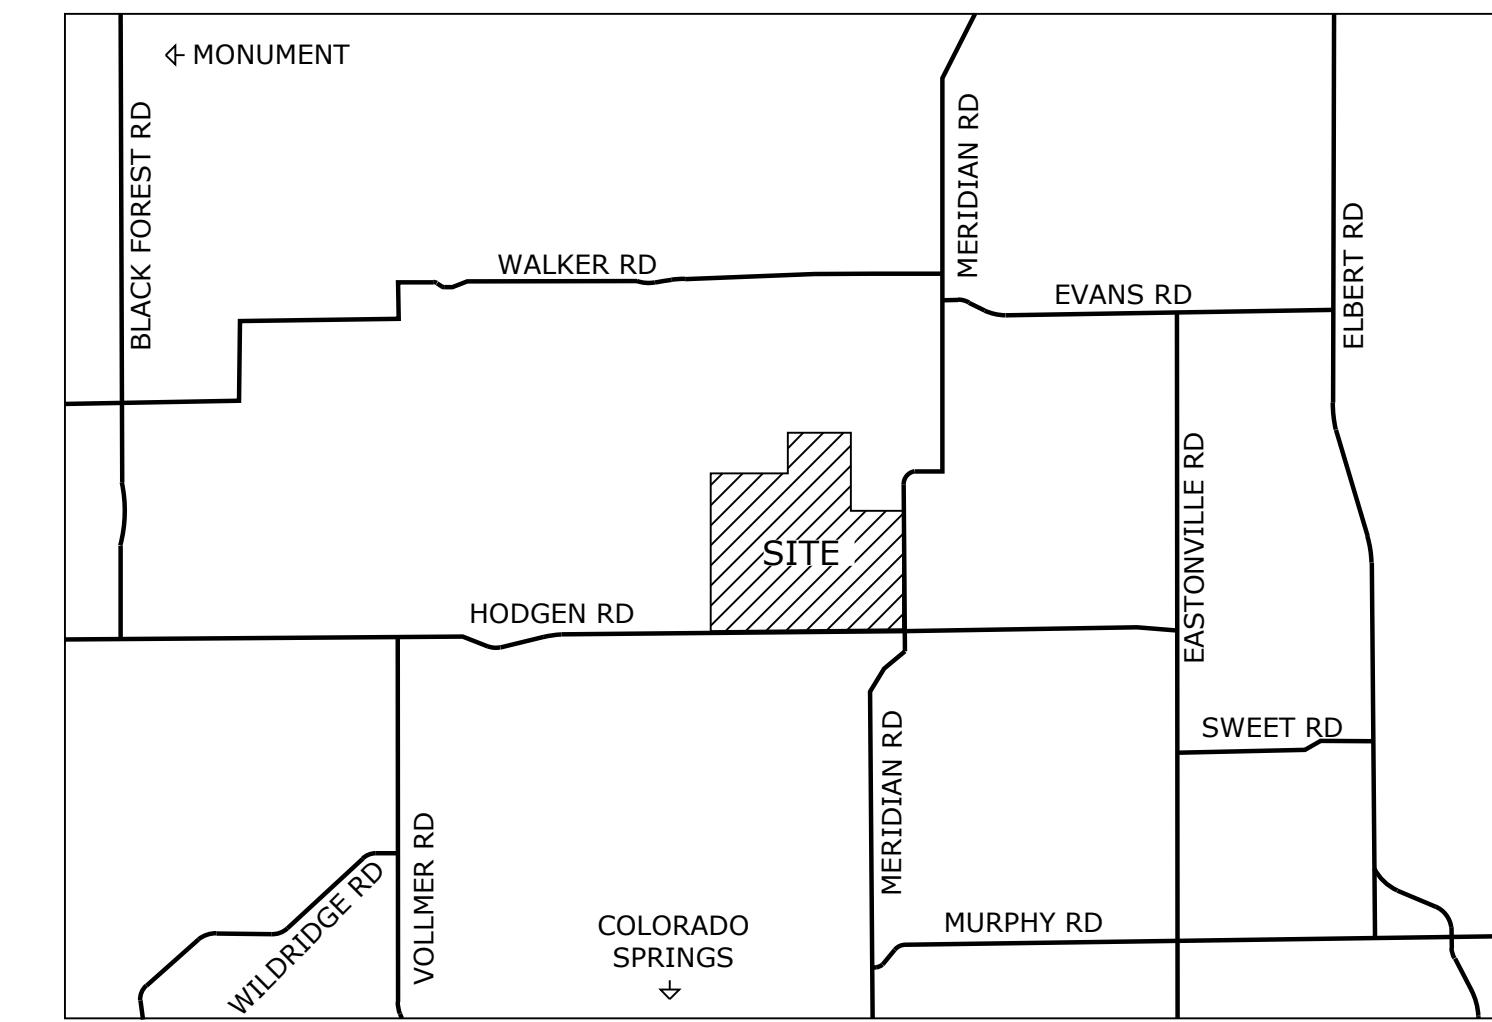 MONUMENT
BLACK FOREST RD
MERIDIAN RD
ELBERT RD
WALKER RD
EVANS RD
EASTONVILLE RD
SITE
HODGEN RD
SWEET RD
MERIDIAN RD
VOLLMER RD
WILDRIDGE RD
COLORADO
SPRINGS
MURPHY RD